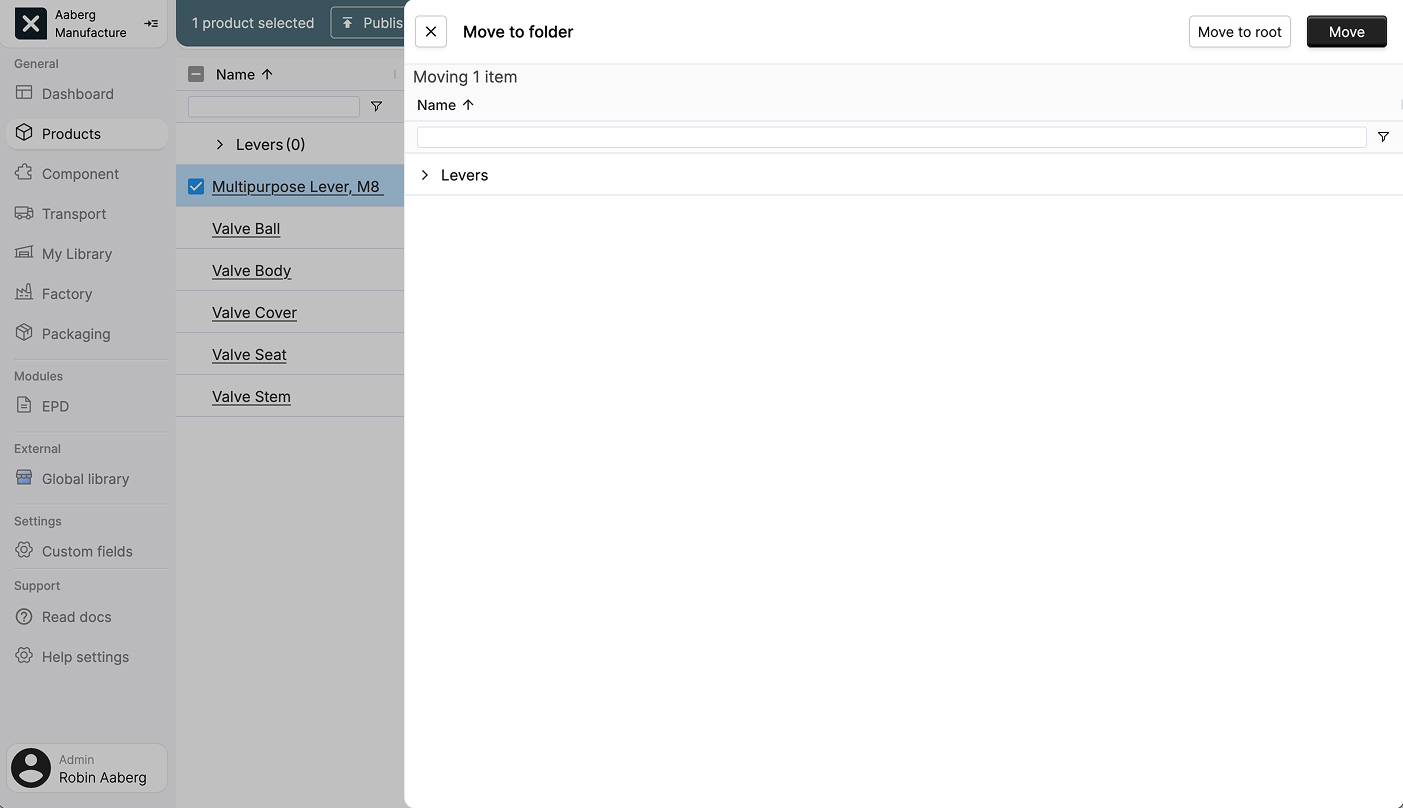 Aaberg
Manufacture
General
Dashboard
Products
Component
Transport
My Library
Factory
Packaging
Modules
EPD
External
Global library
Settings
Custom fields
Support
Read docs
Help settings
Admin
Robin Aaberg
1 product selected
Publis
Name
Levers (0)
Multipurpose Lever, M8
Valve Ball
Valve Body
Valve Cover
Valve Seat
Valve Stem
Move to folder
Move to root
Move
Moving 1 item
Name
Levers